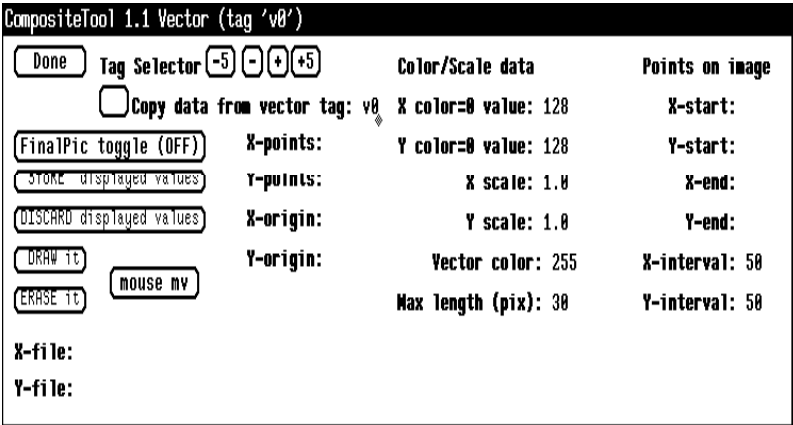 CompositeTool 1.1 Vector (tag 'v0')
Done Tag Selector -5 - + +5 Color/Scale data Points on image
Copy data from vector tag: v0 X color=0 value: 128 X-start:
FinalPic toggle (OFF) X-points: Y color=0 value: 128 Y-start:
STORE displayed values Y-points: X scale: 1.0 X-end:
DISCARD displayed values X-origin: Y scale: 1.0 Y-end:
DRAW it Y-origin: Vector color: 255 X-interval: 50
ERASE it mouse mv Max length (pix): 30 Y-interval: 50
X-file:
Y-file: